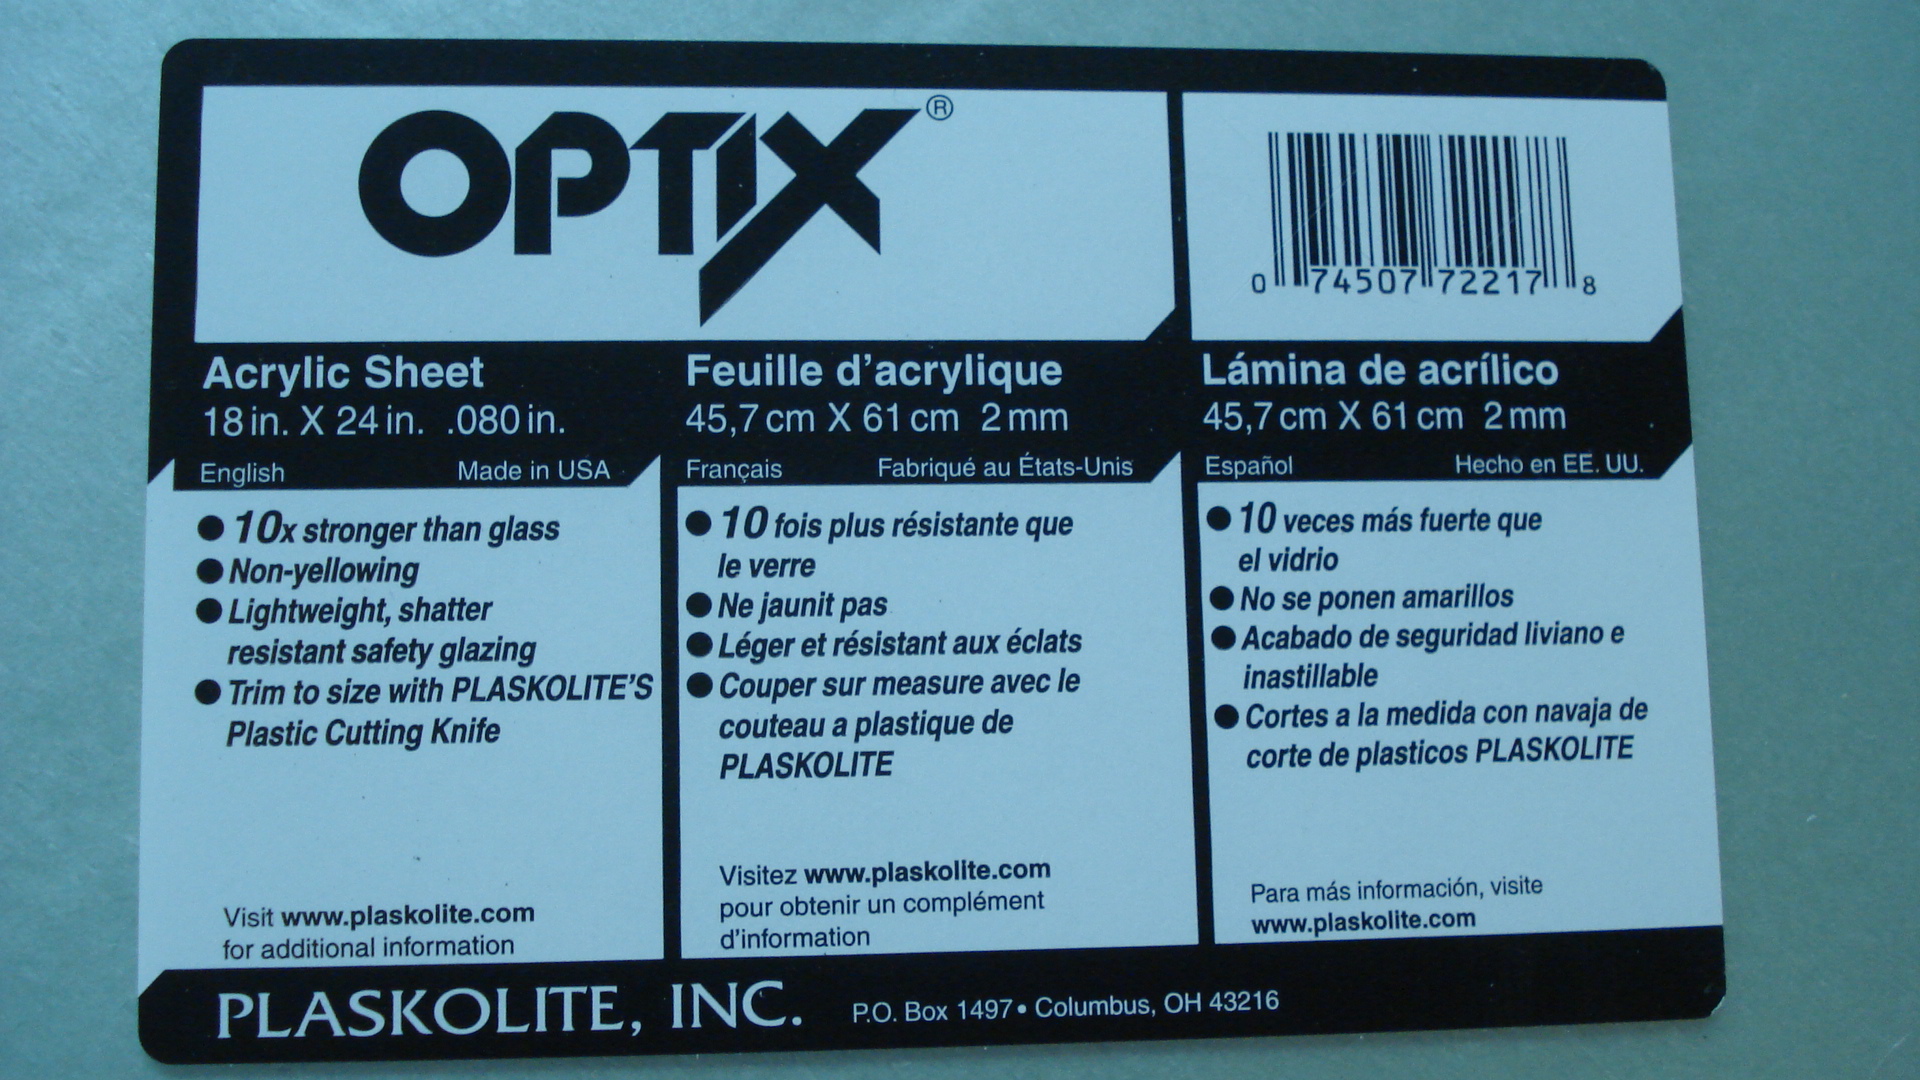 OPTIX®
0 74507 72217 8
Acrylic Sheet
18 in. X 24 in. .080 in.
English Made in USA
10x stronger than glass
Non-yellowing
Lightweight, shatter
resistant safety glazing
Trim to size with PLASKOLITE'S
Plastic Cutting Knife
Visit www.plaskolite.com
for additional information
Feuille d'acrylique
45,7 cm X 61 cm 2 mm
Français Fabriqué au États-Unis
10 fois plus résistante que
le verre
Ne jaunit pas
Léger et résistant aux éclats
Couper sur measure avec le
couteau a plastique de
PLASKOLITE
Visitez www.plaskolite.com
pour obtenir un complément
d'information
Lámina de acrílico
45,7 cm X 61 cm 2 mm
Español Hecho en EE. UU.
10 veces más fuerte que
el vidrio
No se ponen amarillos
Acabado de seguridad liviano e
inastillable
Cortes a la medida con navaja de
corte de plasticos PLASKOLITE
Para más información, visite
www.plaskolite.com
PLASKOLITE, INC. P.O. Box 1497 • Columbus, OH 43216